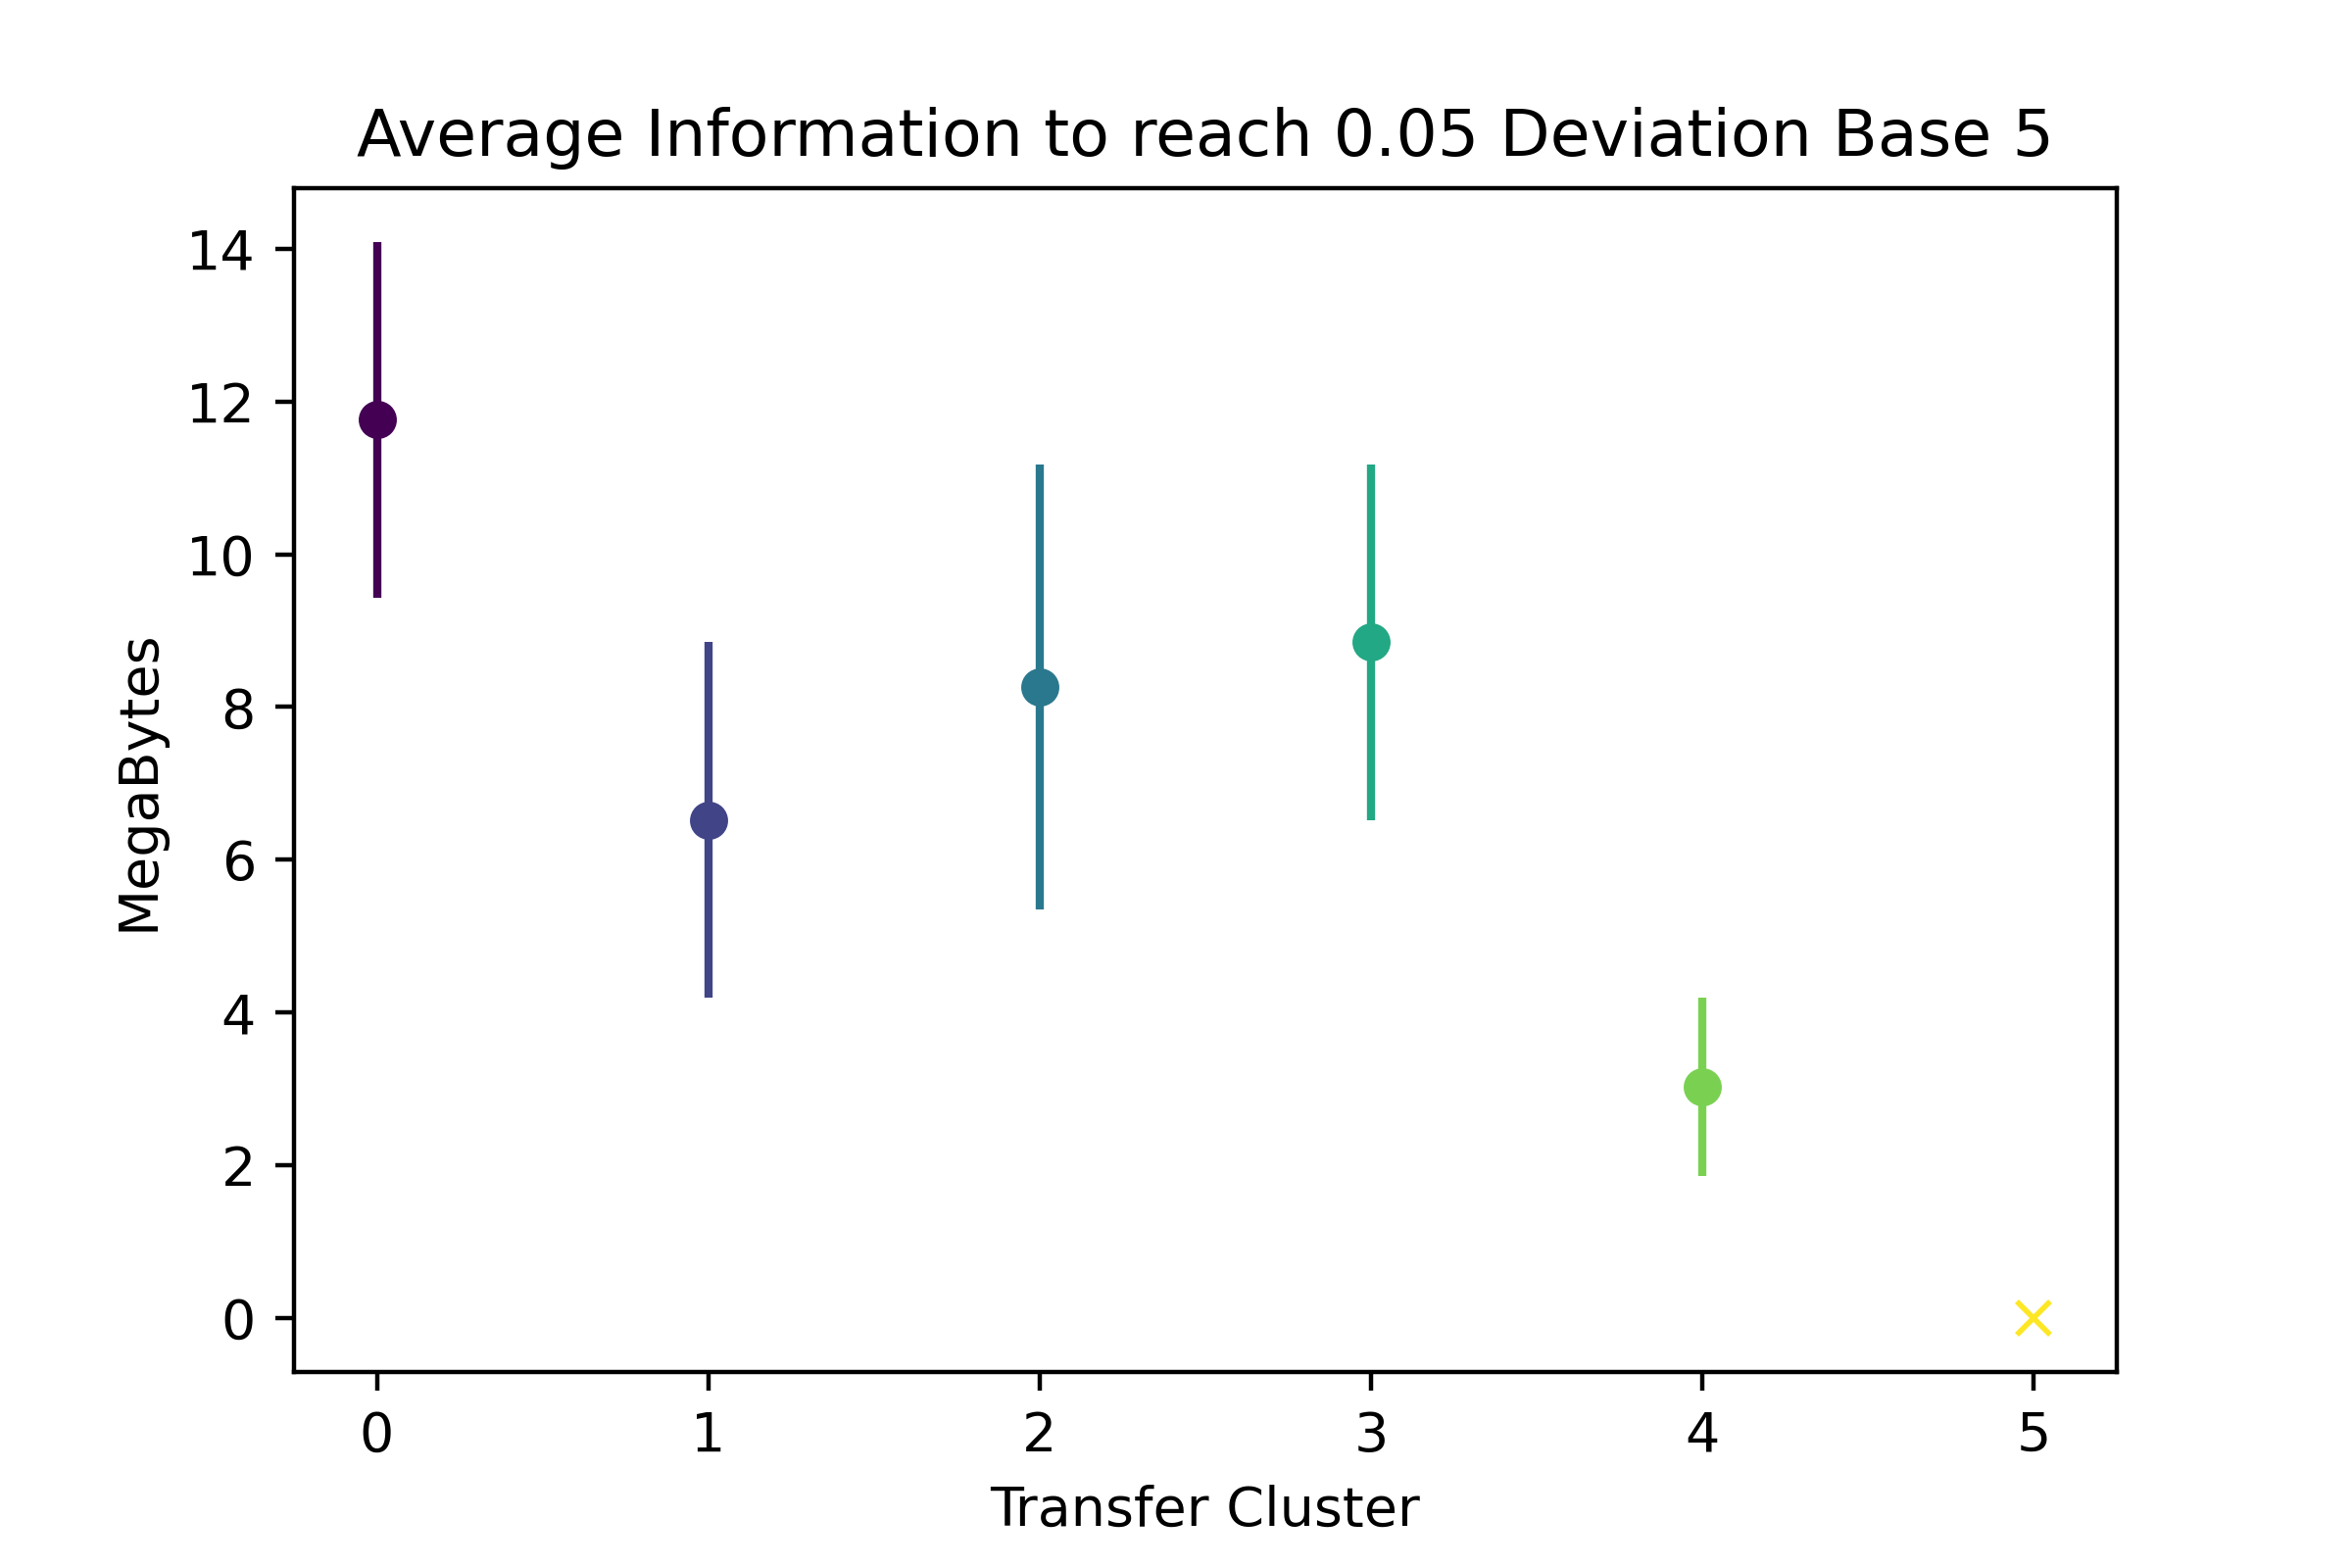 Average Information to reach 0.05 Deviation Base 5
14
12
10
8
6
4
2
0
MegaBytes
0 1 2 3 4 5
Transfer Cluster